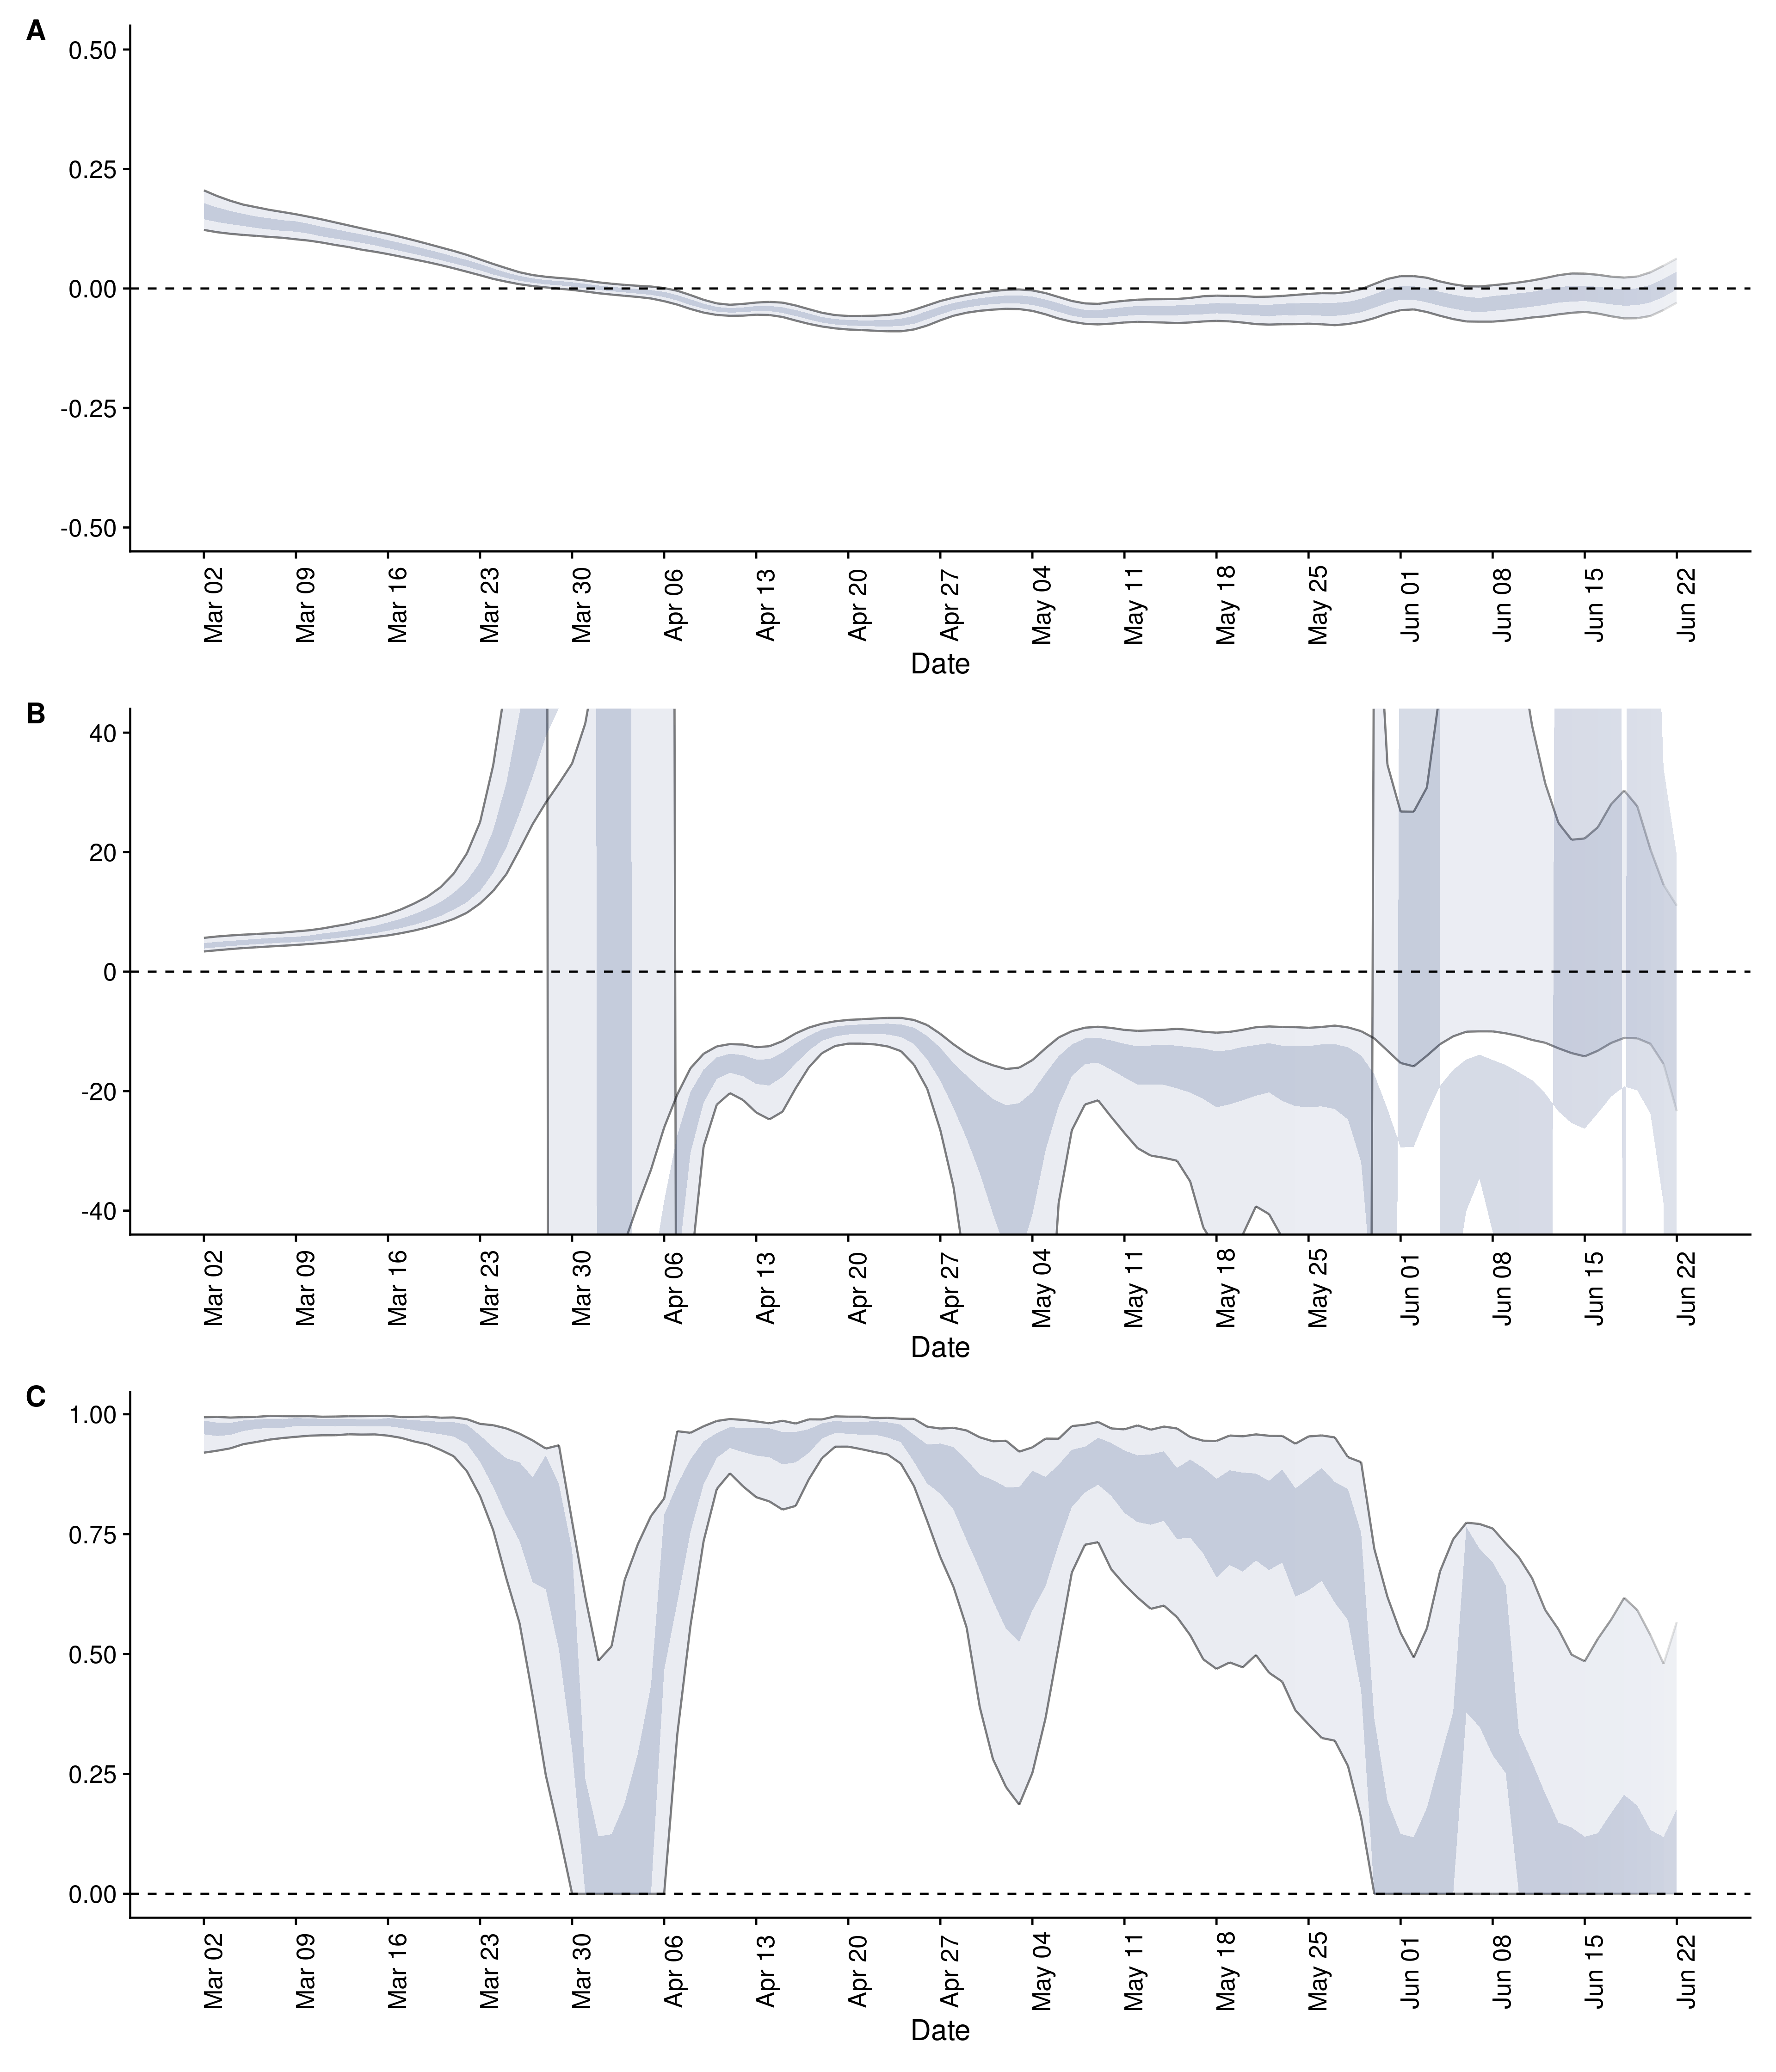 A
0.50
0.25
0.00
-0.25
-0.50
Mar 02
Mar 09
Mar 16
Mar 23
Mar 30
Apr 06
Apr 13
Apr 20
Apr 27
May 04
May 11
May 18
May 25
Jun 01
Jun 08
Jun 15
Jun 22
Date
B
40
20
0
-20
-40
Mar 02
Mar 09
Mar 16
Mar 23
Mar 30
Apr 06
Apr 13
Apr 20
Apr 27
May 04
May 11
May 18
May 25
Jun 01
Jun 08
Jun 15
Jun 22
Date
C
1.00
0.75
0.50
0.25
0.00
Mar 02
Mar 09
Mar 16
Mar 23
Mar 30
Apr 06
Apr 13
Apr 20
Apr 27
May 04
May 11
May 18
May 25
Jun 01
Jun 08
Jun 15
Jun 22
Date